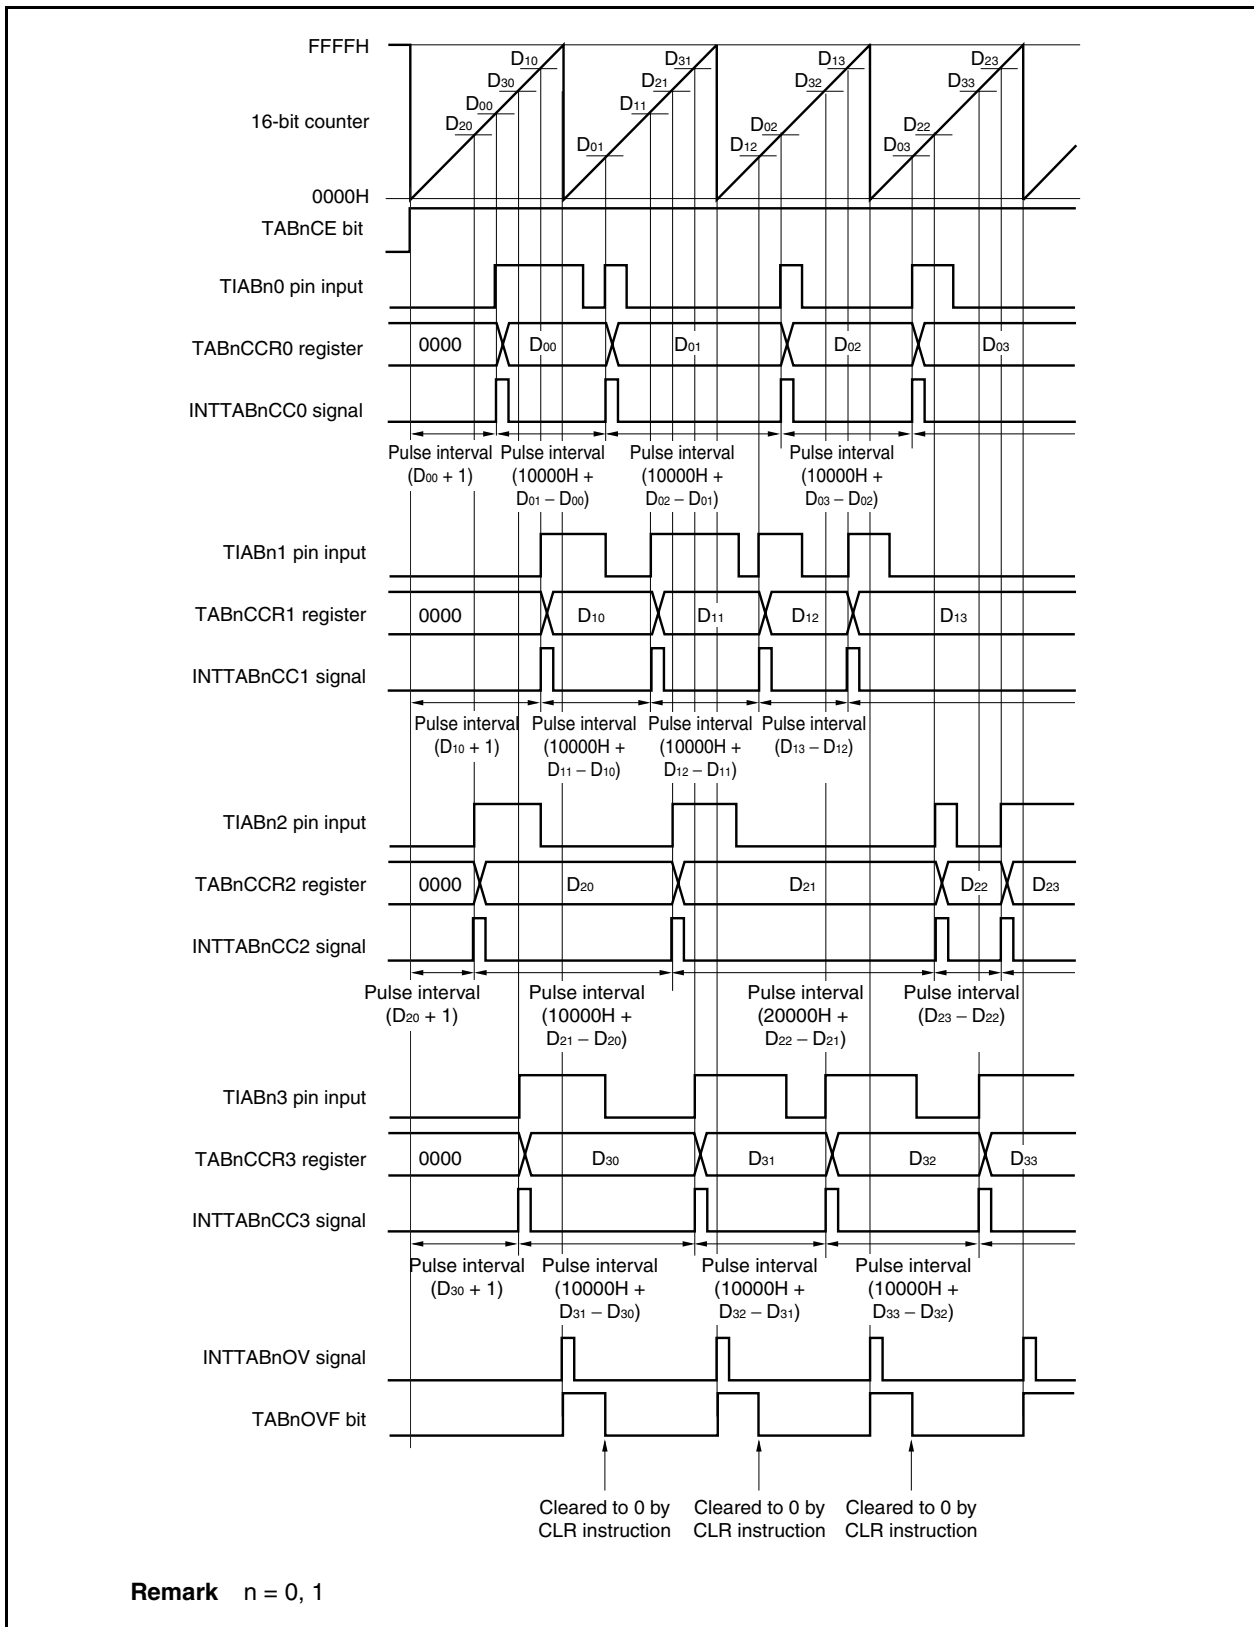 FFFFH
D10
D31
D13
D23
D30
D21
D32
D33
D00
D11
16-bit counter
D20
D02
D22
D01
D12
D03
0000H
TABnCE bit
TIABn0 pin input
TABnCCR0 register
0000
D00
D01
D02
D03
INTTABnCC0 signal
Pulse interval
(D00 + 1)
Pulse interval
(10000H +
D01 – D00)
Pulse interval
(10000H +
D02 – D01)
Pulse interval
(10000H +
D03 – D02)
TIABn1 pin input
TABnCCR1 register
0000
D10
D11
D12
D13
INTTABnCC1 signal
Pulse interval
(D10 + 1)
Pulse interval
(10000H +
D11 – D10)
Pulse interval
(10000H +
D12 – D11)
Pulse interval
(D13 – D12)
TIABn2 pin input
TABnCCR2 register
0000
D20
D21
D22
D23
INTTABnCC2 signal
Pulse interval
(D20 + 1)
Pulse interval
(10000H +
D21 – D20)
Pulse interval
(20000H +
D22 – D21)
Pulse interval
(D23 – D22)
TIABn3 pin input
TABnCCR3 register
0000
D30
D31
D32
D33
INTTABnCC3 signal
Pulse interval
(D30 + 1)
Pulse interval
(10000H +
D31 – D30)
Pulse interval
(10000H +
D32 – D31)
Pulse interval
(10000H +
D33 – D32)
INTTABnOV signal
TABnOVF bit
Cleared to 0 by
CLR instruction
Cleared to 0 by
CLR instruction
Cleared to 0 by
CLR instruction
Remark n = 0, 1